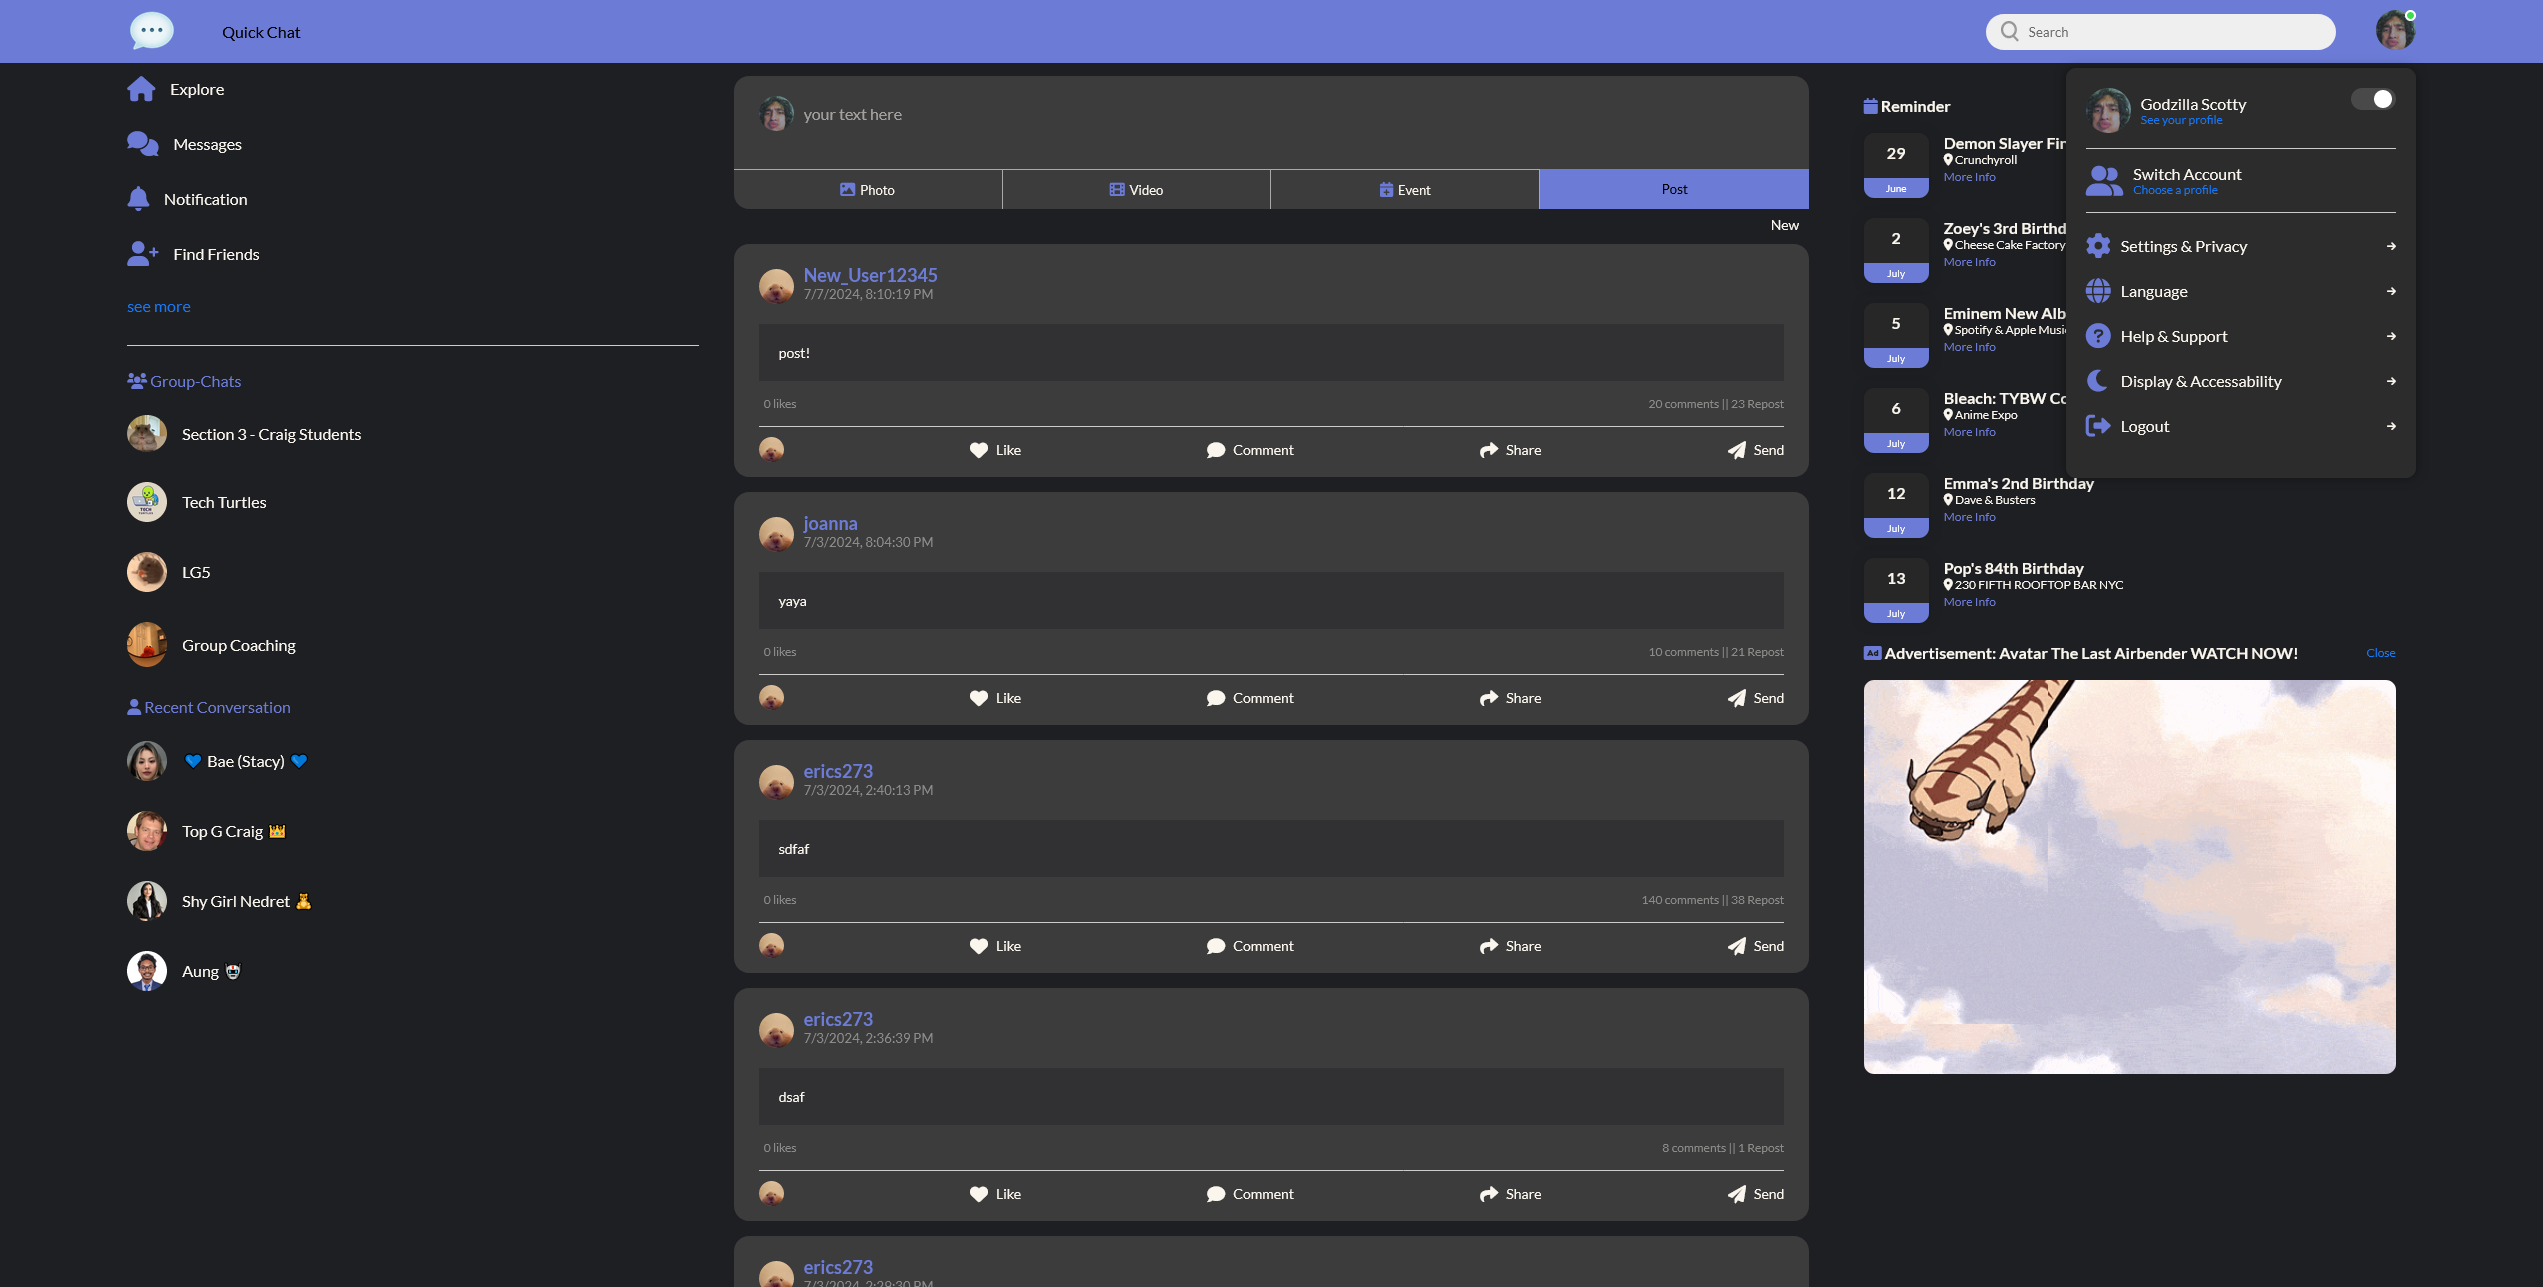 Quick Chat
Search
Explore
Messages
Notification
Find Friends
see more
Group-Chats
Section 3 - Craig Students
Tech Turtles
LG5
Group Coaching
Recent Conversation
💙 Bae (Stacy) 💙
Top G Craig 👑
Shy Girl Nedret 🧸
Aung 🤖
your text here
Photo
Video
Event
Post
New
New_User12345
7/7/2024, 8:10:19 PM
post!
0 likes
20 comments || 23 Repost
Like
Comment
Share
Send
joanna
7/3/2024, 8:04:30 PM
yaya
0 likes
10 comments || 21 Repost
Like
Comment
Share
Send
erics273
7/3/2024, 2:40:13 PM
sdfaf
0 likes
140 comments || 38 Repost
Like
Comment
Share
Send
erics273
7/3/2024, 2:36:39 PM
dsaf
0 likes
8 comments || 1 Repost
Like
Comment
Share
Send
erics273
7/3/2024, 2:29:30 PM
Reminder
29
June
Demon Slayer Fin
Crunchyroll
More Info
2
July
Zoey's 3rd Birthd
Cheese Cake Factory
More Info
5
July
Eminem New Alb
Spotify & Apple Music
More Info
6
July
Bleach: TYBW Co
Anime Expo
More Info
12
July
Emma's 2nd Birthday
Dave & Busters
More Info
13
July
Pop's 84th Birthday
230 FIFTH ROOFTOP BAR NYC
More Info
Ad Advertisement: Avatar The Last Airbender WATCH NOW!
Close
Godzilla Scotty
See your profile
Switch Account
Choose a profile
Settings & Privacy
Language
Help & Support
Display & Accessability
Logout